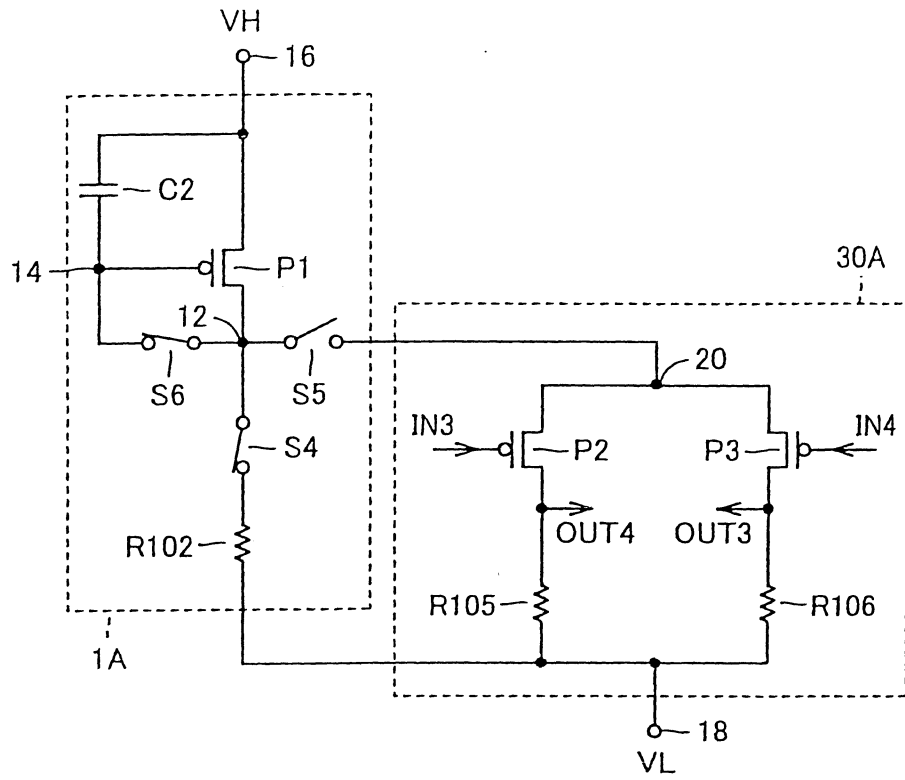 VH
16
C2
14
P1
30A
12
20
S6
S5
IN3
IN4
P2
P3
S4
OUT4
OUT3
R102
R105
R106
1A
18
VL